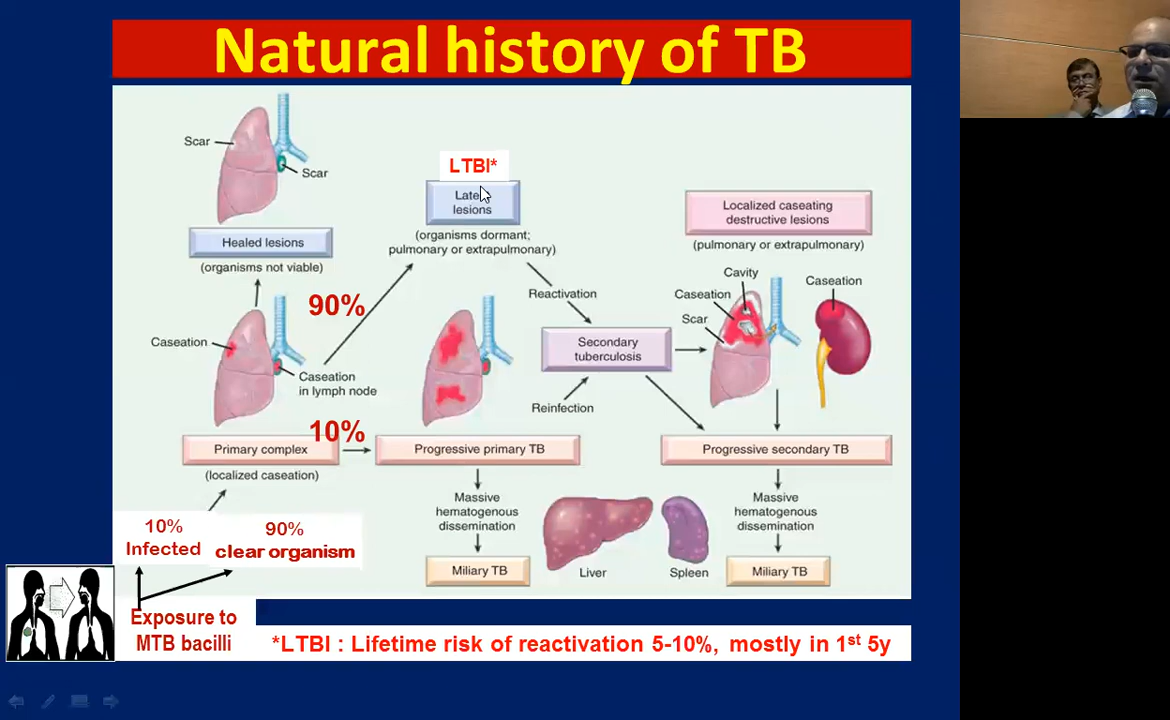 Natural history of TB
Scar
Scar
Healed lesions
(organisms not viable)
Caseation
Caseation
in lymph node
90%
10%
Primary complex
(localized caseation)
10%
Infected
90%
clear organism
Exposure to
MTB bacilli
LTBI*
lesions
(organisms dormant;
pulmonary or extrapulmonary)
Reactivation
Secondary
tuberculosis
Reinfection
Progressive primary TB
Massive
hematogenous
dissemination
Miliary TB
Liver
Spleen
Localized caseating
destructive lesions
(pulmonary or extrapulmonary)
Cavity
Caseation
Scar
Caseation
Progressive secondary TB
Massive
hematogenous
dissemination
Miliary TB
*LTBI : Lifetime risk of reactivation 5-10%, mostly in 1st 5y